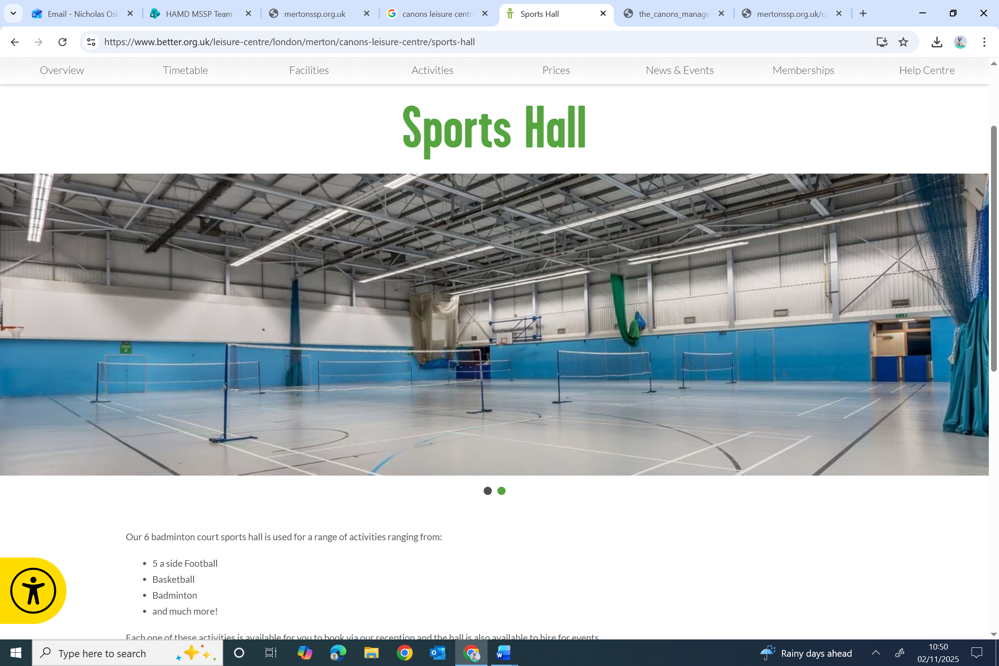 Email - Nicholas Os
HAMD MSSP Team -
mertonssp.org.uk
canons leisure centr
Sports Hall
the_canons_manage
mertonssp.org.uk/c
https://www.better.org.uk/leisure-centre/london/merton/canons-leisure-centre/sports-hall
Overview Timetable Facilities Activities Prices News & Events Memberships Help Centre
Sports Hall
2
Our 6 badminton court sports hall is used for a range of activities ranging from:
• 5 a side Football
• Basketball
• Badminton
• and much more!
Each one of these activities is available for you to book via our reception and the hall is also available to hire for events
Type here to search
Rainy days ahead
10:50
02/11/2025